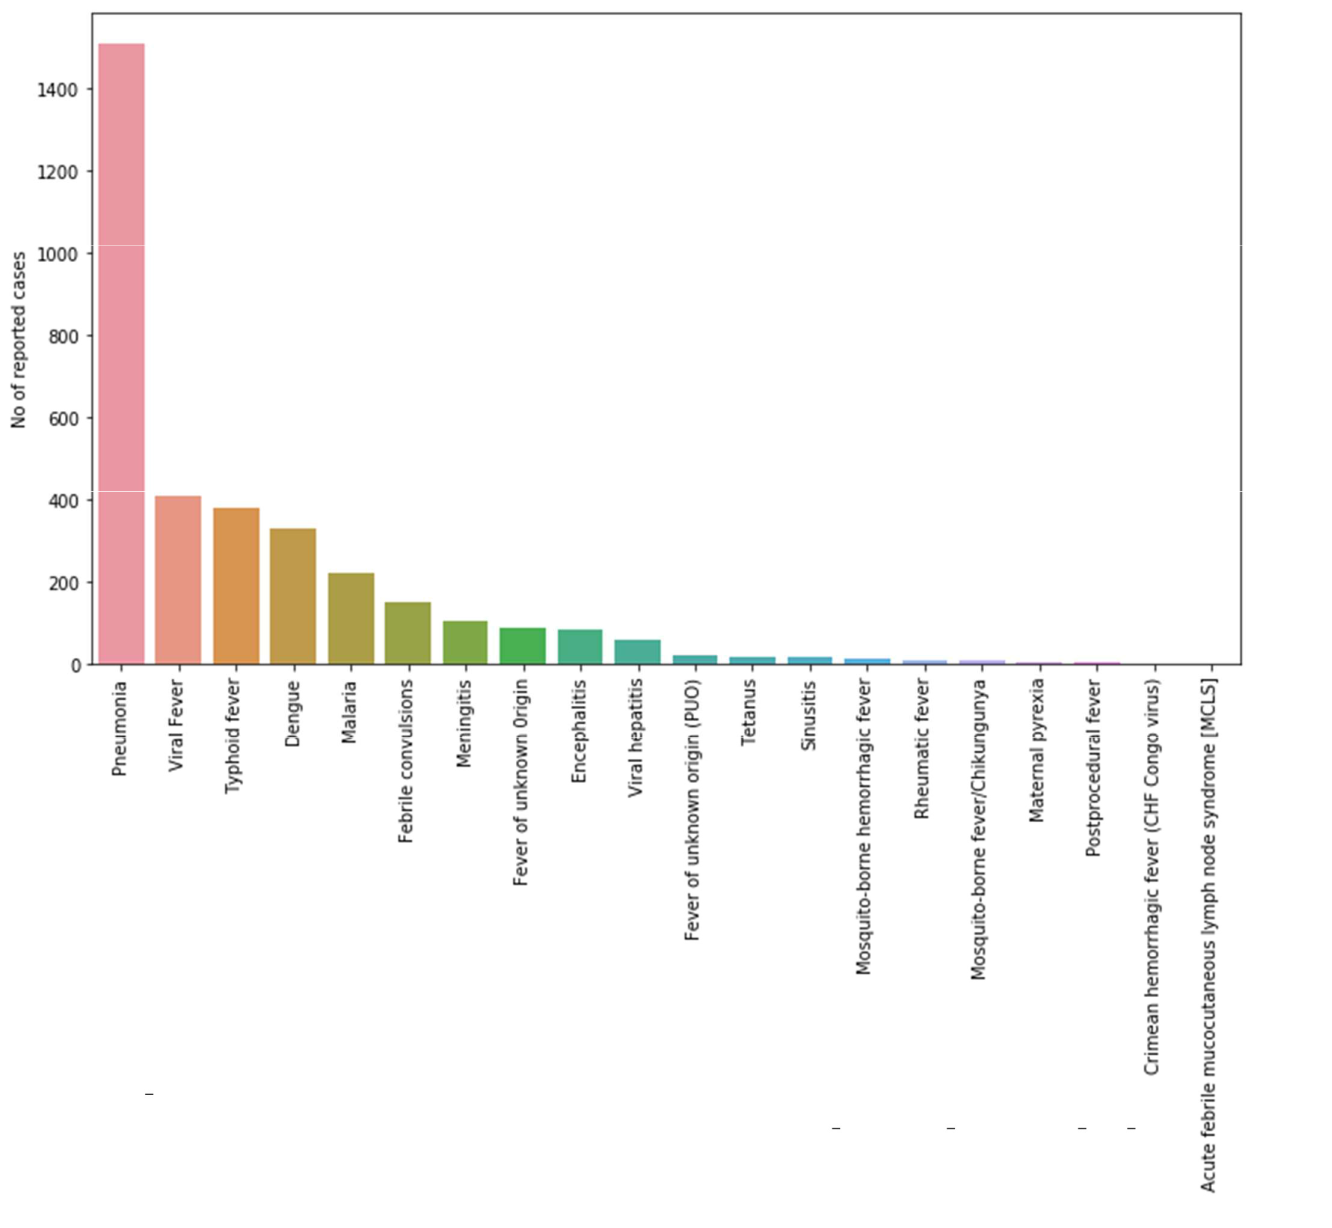 No of reported cases
1400
1200
1000
800
600
400
200
0
Pneumonia
Viral Fever
Typhoid fever
Dengue
Malaria
Febrile convulsions
Meningitis
Fever of unknown 0rigin
Encephalitis
Viral hepatitis
Fever of unknown origin (PUO)
Tetanus
Sinusitis
Mosquito-borne hemorrhagic fever
Rheumatic fever
Mosquito-borne fever/Chikungunya
Maternal pyrexia
Postprocedural fever
Crimean hemorrhagic fever (CHF Congo virus)
Acute febrile mucocutaneous lymph node syndrome [MCLS]